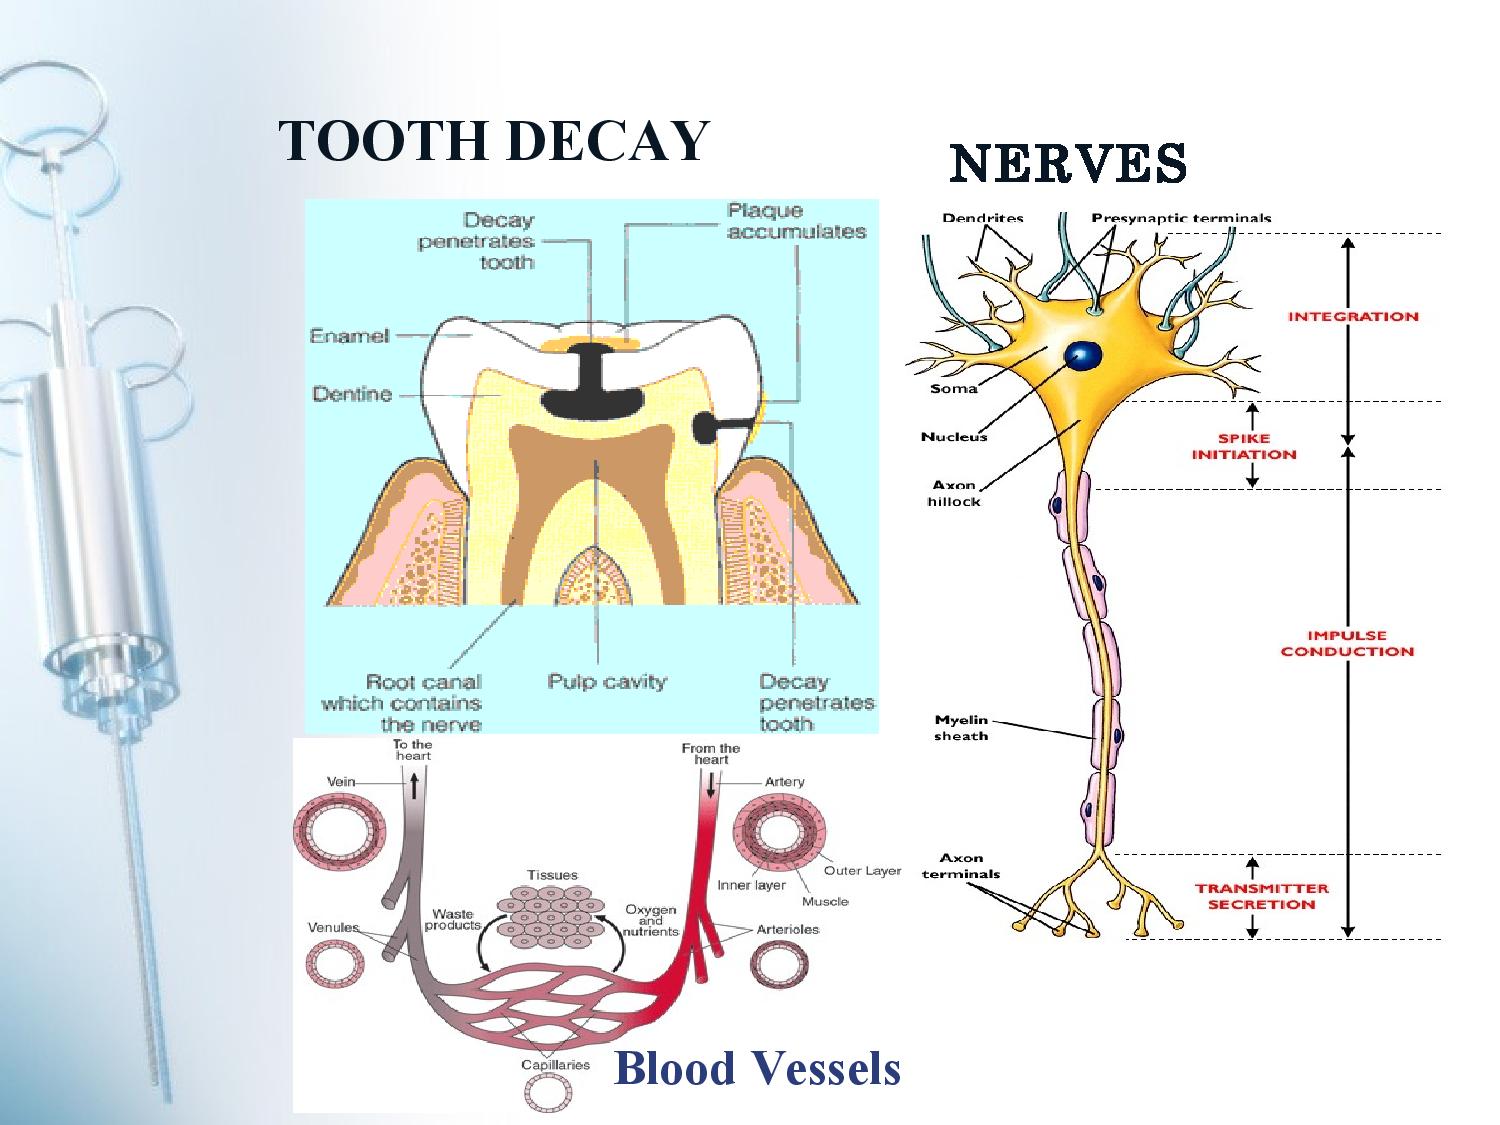 TOOTH DECAY
NERVES
Decay
penetrates
tooth
Plaque
accumulates
Enamel
Dentine
Root canal
which contains
the nerve
Pulp cavity
Decay
penetrates
tooth
Dendrites
Presynaptic terminals
INTEGRATION
Soma
Nucleus
SPIKE
INITIATION
Axon
hillock
IMPULSE
CONDUCTION
Myelin
sheath
Axon
terminals
TRANSMITTER
SECRETION
To the
heart
From the
heart
Vein
Artery
Outer Layer
Inner layer
Muscle
Tissues
Waste
products
Oxygen
and
nutrients
Venules
Arterioles
Capillaries
Blood Vessels